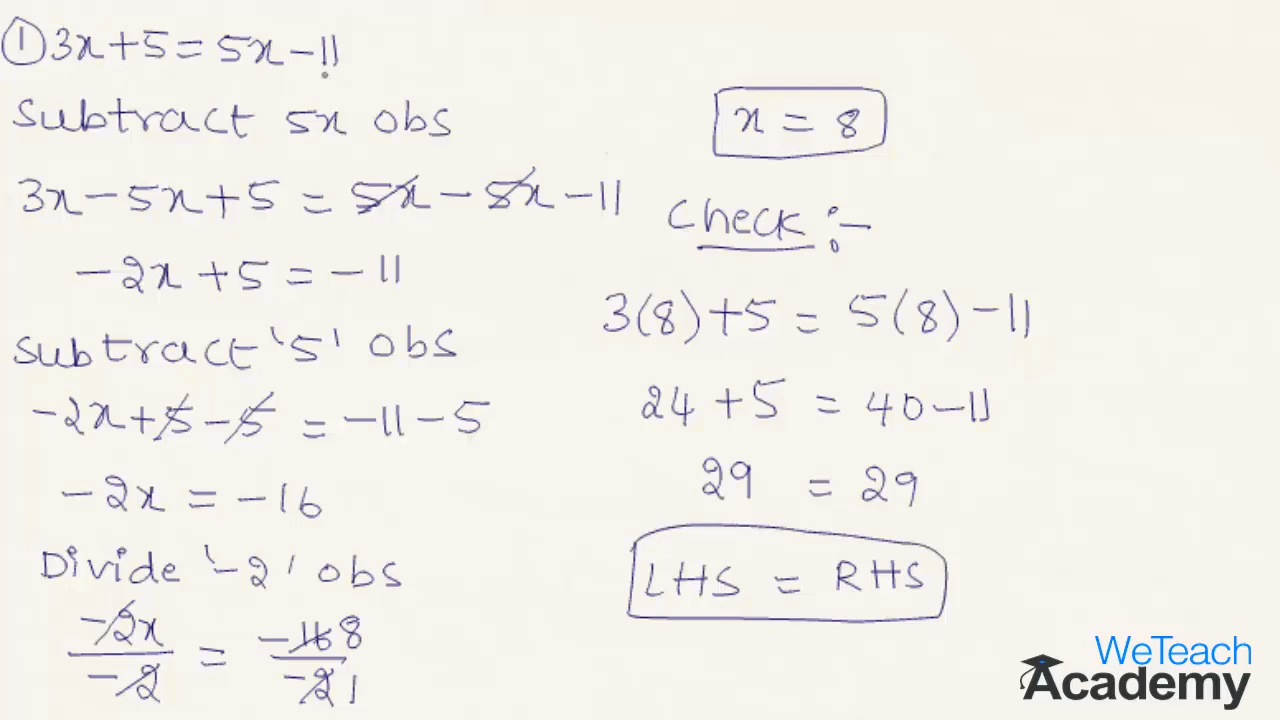 ① 3x+5=5x-11
Subtract 5x obs
3x-5x+5 = 5x-5x-11
-2x+5=-11
Subtract '5' obs
-2x+5-5 = -11-5
-2x = -16
Divide '-2' obs
-2x/-2 = -16 8/-2 1
x = 8
Check :-
3(8)+5 = 5(8)-11
24+5 = 40-11
29 = 29
LHS = RHS
WeTeach
Academy